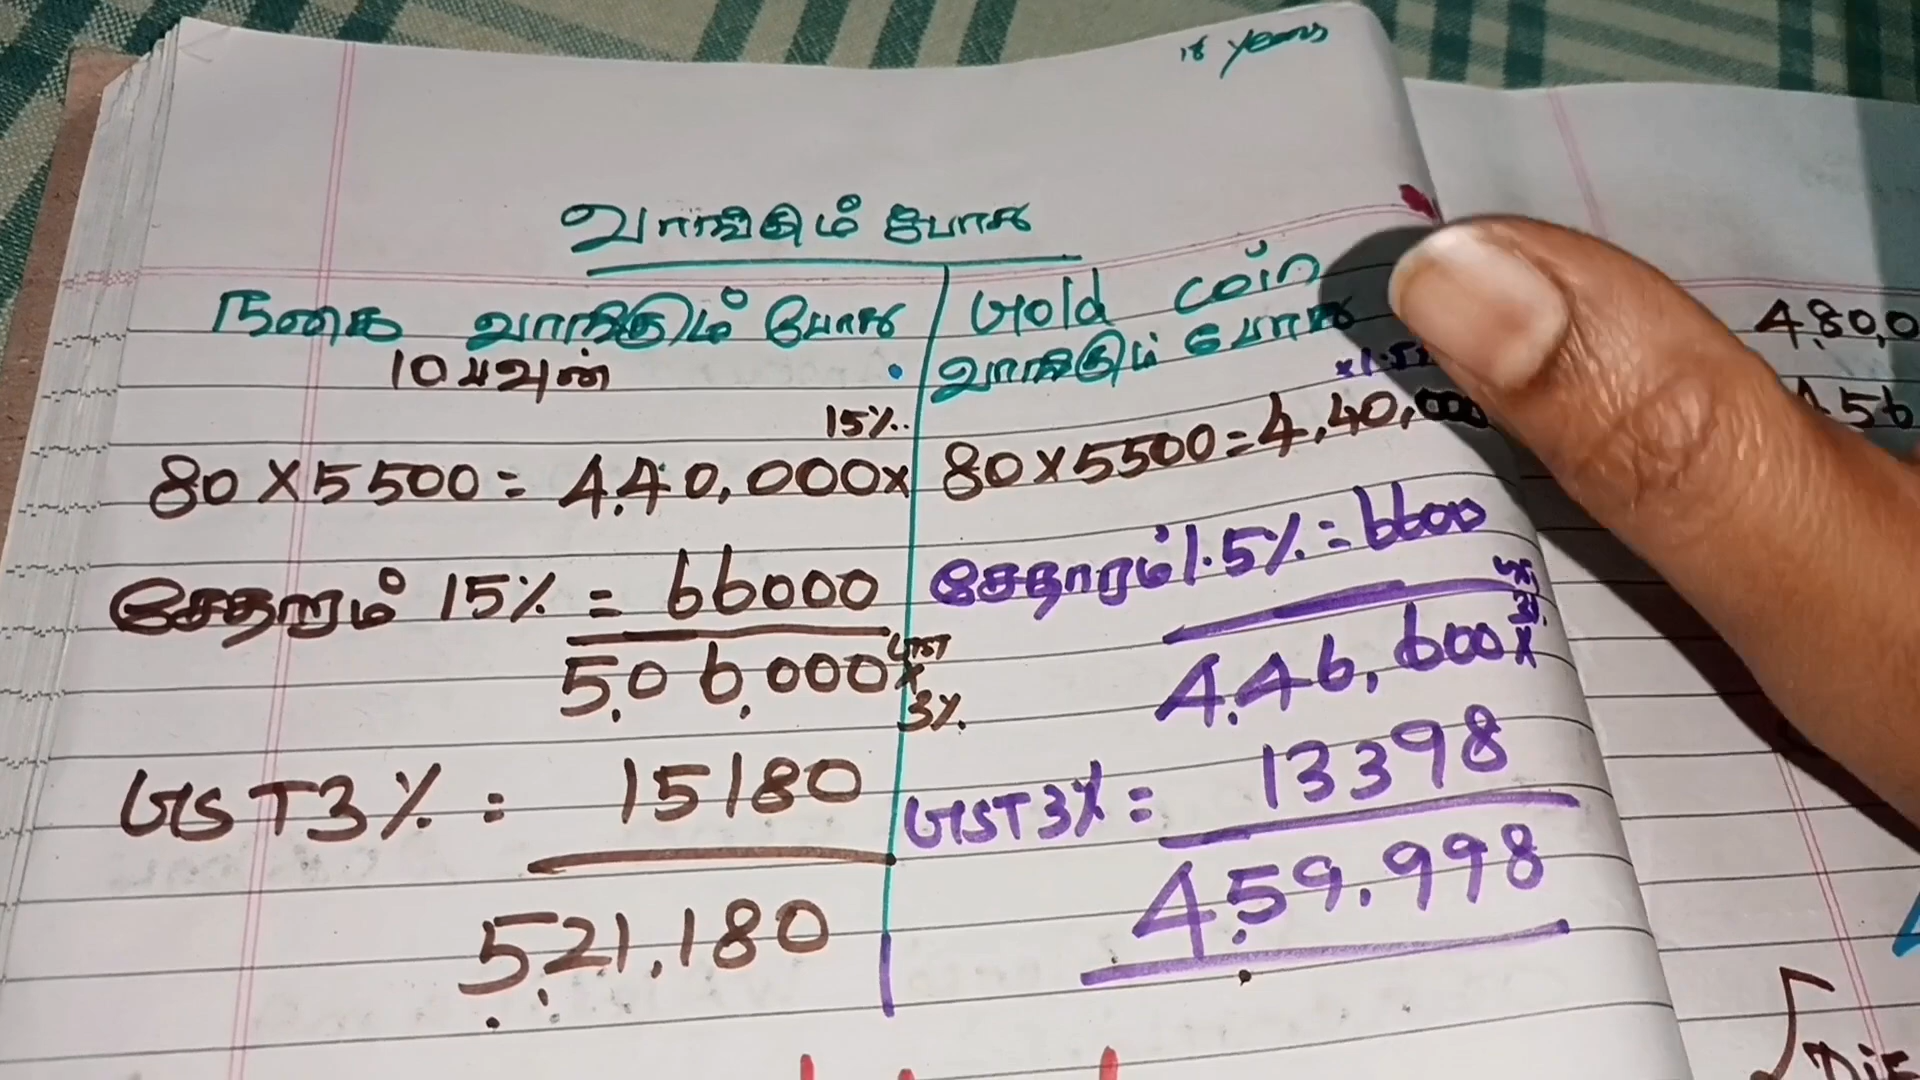 18 years
வாங்கும் போது
நகை வாங்கும் போது
10 பவுன்
15%.
80 X 5500 = 4,40,000 x
சேதாரம் 15% = 66000
5,06,000 x
3%.
GST 3% = 15180
5,21,180
Gold coin
வாங்கும் போது
80 x 5500 = 4,40,000
சேதாரம் 1.5% = 6600
4,46,600 x
GST 3% = 13398
4,59,998
4,80,0
456